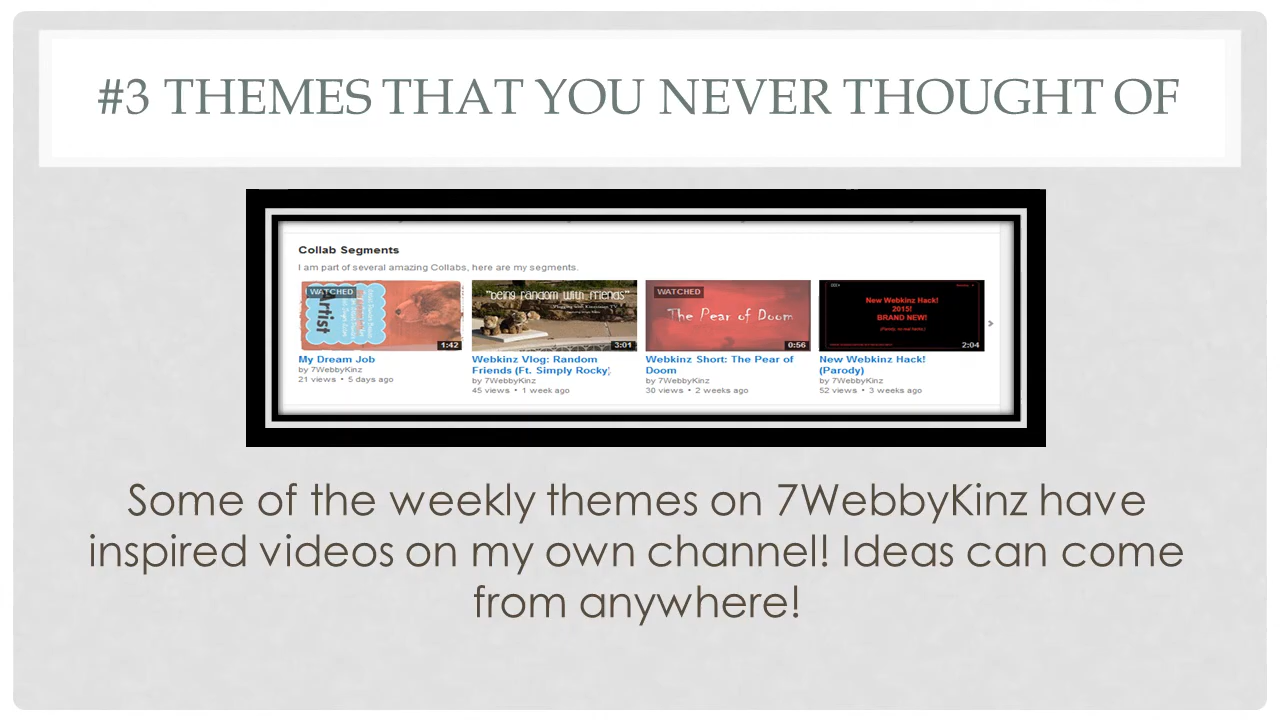 #3 THEMES THAT YOU NEVER THOUGHT OF
Collab Segments
I am part of several amazing Collabs, here are my segments.
WATCHED
Artist
1:42
"being random with friends"
3:01
WATCHED
The Pear of Doom
0:56
New Webkinz Hack!
2015!
BRAND NEW!
(Parody, no real hacks.)
2:04
My Dream Job
by 7WebbyKinz
21 views • 5 days ago
Webkinz Vlog: Random
Friends (Ft. Simply Rocky)
by 7WebbyKinz
45 views • 1 week ago
Webkinz Short: The Pear of
Doom
by 7WebbyKinz
30 views • 2 weeks ago
New Webkinz Hack!
(Parody)
by 7WebbyKinz
52 views • 3 weeks ago
Some of the weekly themes on 7WebbyKinz have
inspired videos on my own channel! Ideas can come
from anywhere!